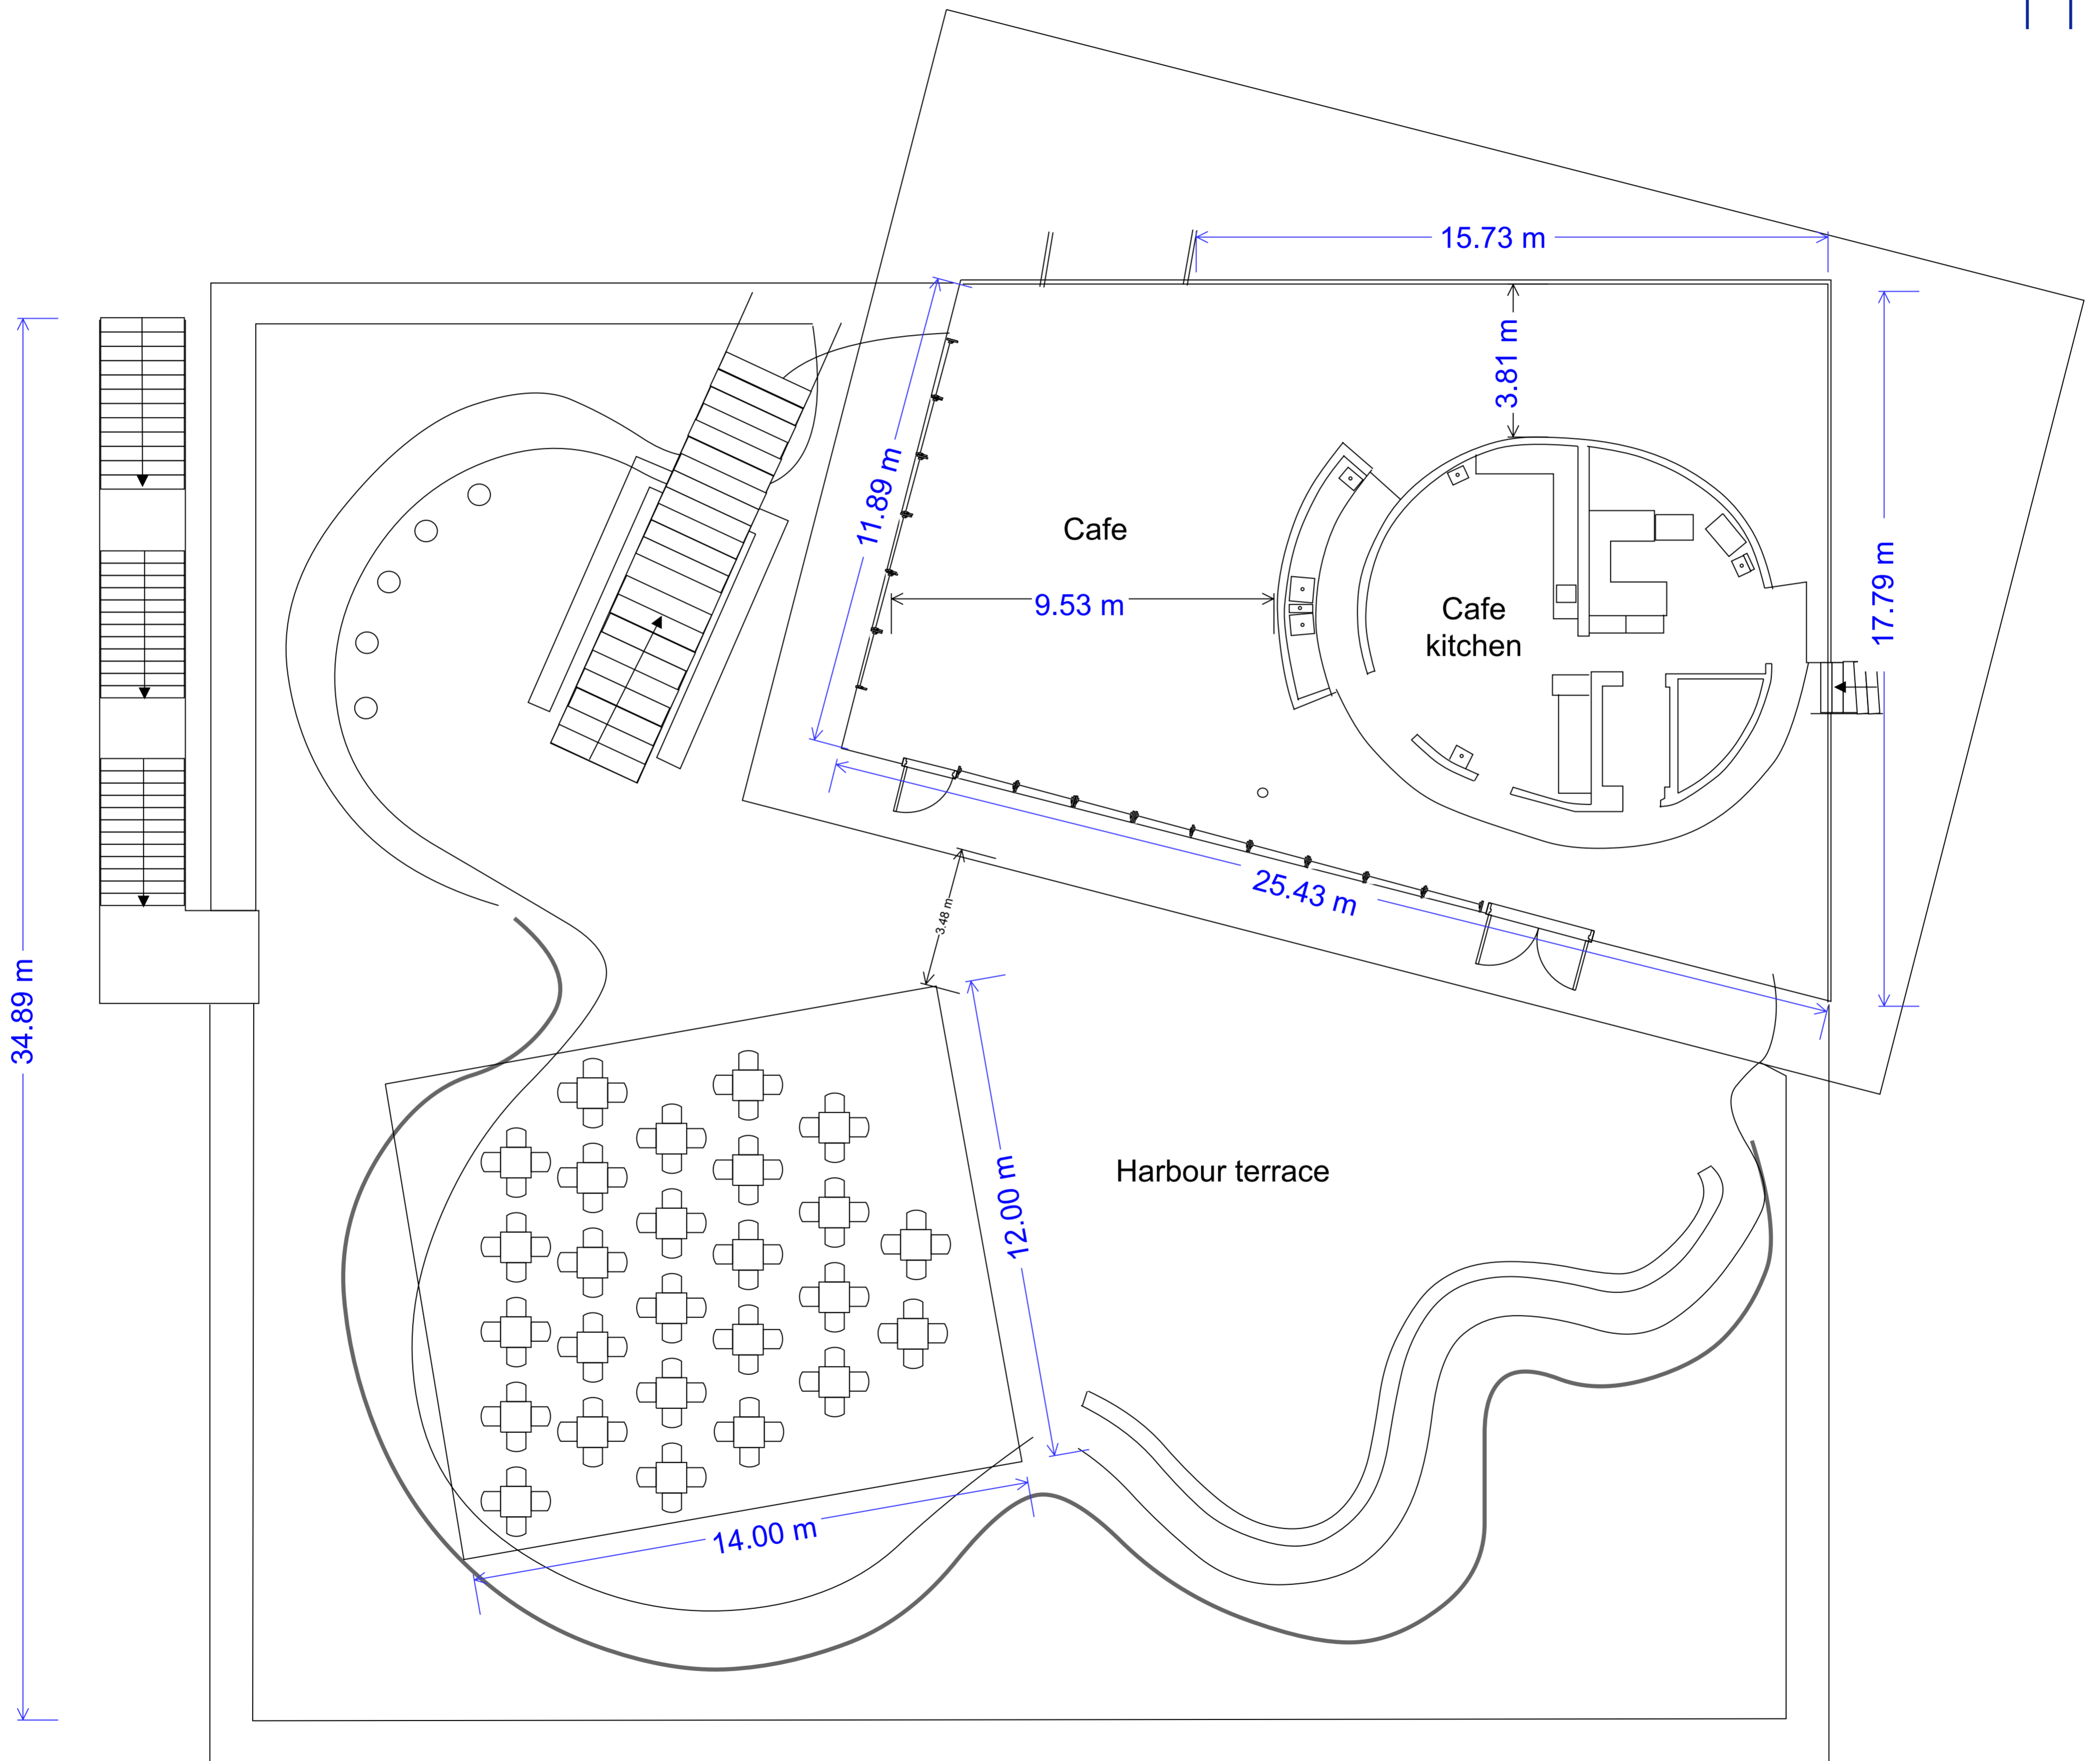 15.73 m
3.81 m
11.89 m
Cafe
9.53 m
Cafe
kitchen
17.79 m
25.43 m
3.48 m
34.89 m
12.00 m
Harbour terrace
14.00 m